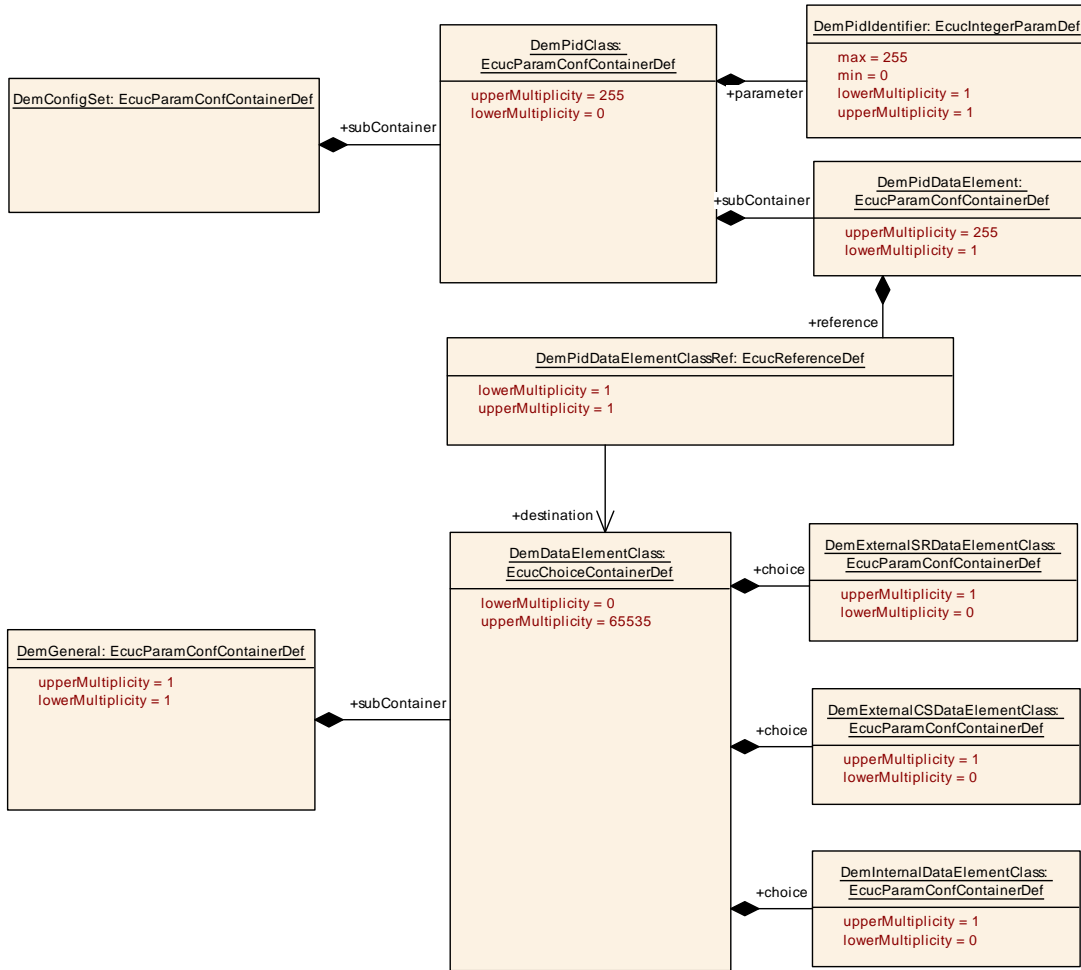 DemConfigSet: EcucParamConfContainerDef
+subContainer
DemPidClass:
EcucParamConfContainerDef
upperMultiplicity = 255
lowerMultiplicity = 0
+parameter
DemPidIdentifier: EcucIntegerParamDef
max = 255
min = 0
lowerMultiplicity = 1
upperMultiplicity = 1
+subContainer
DemPidDataElement:
EcucParamConfContainerDef
upperMultiplicity = 255
lowerMultiplicity = 1
+reference
DemPidDataElementClassRef: EcucReferenceDef
lowerMultiplicity = 1
upperMultiplicity = 1
+destination
DemDataElementClass:
EcucChoiceContainerDef
lowerMultiplicity = 0
upperMultiplicity = 65535
DemGeneral: EcucParamConfContainerDef
upperMultiplicity = 1
lowerMultiplicity = 1
+subContainer
+choice
DemExternalSRDataElementClass:
EcucParamConfContainerDef
upperMultiplicity = 1
lowerMultiplicity = 0
+choice
DemExternalCSDataElementClass:
EcucParamConfContainerDef
upperMultiplicity = 1
lowerMultiplicity = 0
+choice
DemInternalDataElementClass:
EcucParamConfContainerDef
upperMultiplicity = 1
lowerMultiplicity = 0